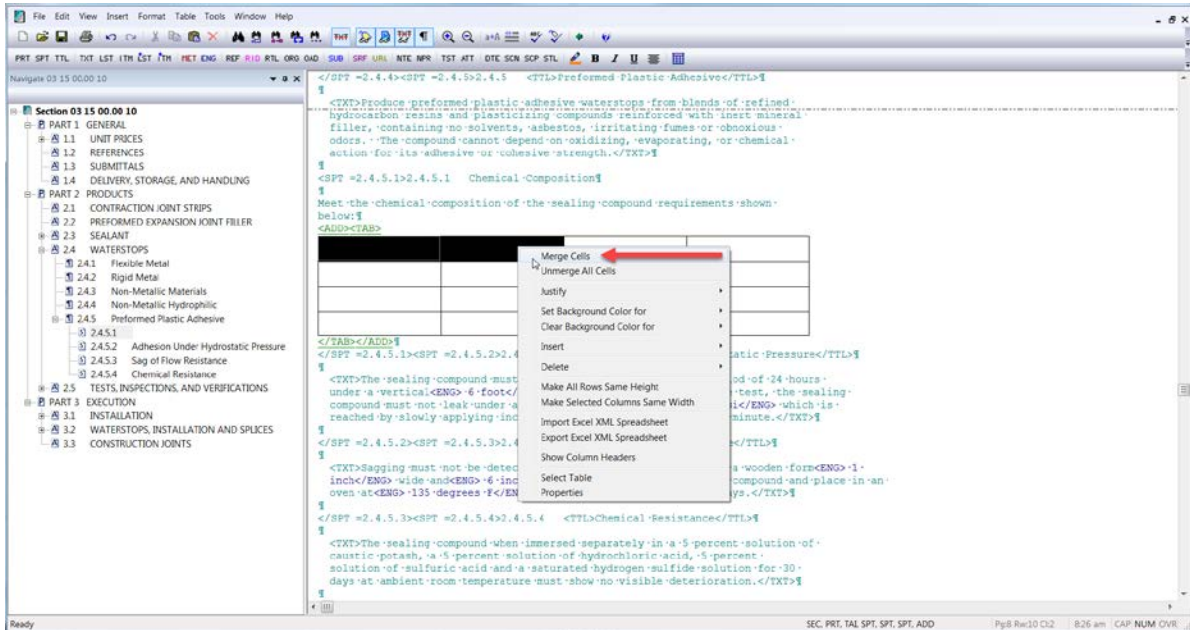 File Edit View Insert Format Table Tools Window Help
PRT SPT TTL TXT LST ITM LST ITM MET ENG REF RID RTL ORG OAD SUB SRF URL NTE NPR TST ATT DTE SCN SCP STL B I U
Navigate 03 15 00.00 10
Section 03 15 00.00 10
PART 1 GENERAL
1.1 UNIT PRICES
1.2 REFERENCES
1.3 SUBMITTALS
1.4 DELIVERY, STORAGE, AND HANDLING
PART 2 PRODUCTS
2.1 CONTRACTION JOINT STRIPS
2.2 PREFORMED EXPANSION JOINT FILLER
2.3 SEALANT
2.4 WATERSTOPS
2.4.1 Flexible Metal
2.4.2 Rigid Metal
2.4.3 Non-Metallic Materials
2.4.4 Non-Metallic Hydrophilic
2.4.5 Preformed Plastic Adhesive
2.4.5.1
2.4.5.2 Adhesion Under Hydrostatic Pressure
2.4.5.3 Sag of Flow Resistance
2.4.5.4 Chemical Resistance
2.5 TESTS, INSPECTIONS, AND VERIFICATIONS
PART 3 EXECUTION
3.1 INSTALLATION
3.2 WATERSTOPS, INSTALLATION AND SPLICES
3.3 CONSTRUCTION JOINTS
</SPT =2.4.4><SPT =2.4.5>2.4.5 <TTL>Preformed Plastic Adhesive</TTL>¶
¶
<TXT>Produce preformed plastic adhesive waterstops from blends of refined
hydrocarbon resins and plasticizing compounds reinforced with inert mineral
filler, containing no solvents, asbestos, irritating fumes or obnoxious
odors. The compound cannot depend on oxidizing, evaporating, or chemical
action for its adhesive or cohesive strength.</TXT>¶
¶
<SPT =2.4.5.1>2.4.5.1 Chemical Composition¶
¶
Meet the chemical composition of the sealing compound requirements shown
below:¶
<ADD><TAB>
Merge Cells
Unmerge All Cells
Justify
Set Background Color for
Clear Background Color for
Insert
Delete
Make All Rows Same Height
Make Selected Columns Same Width
Import Excel XML Spreadsheet
Export Excel XML Spreadsheet
Show Column Headers
Select Table
Properties
</TAB></ADD>¶
</SPT =2.4.5.1><SPT =2.4.5.2>2.4 atic Pressure</TTL>¶
¶
<TXT>The sealing compound must od of 24 hours
under a vertical<ENG> 6 foot</ test, the sealing
compound must not leak under a i</ENG> which is
reached by slowly applying inc minute.</TXT>¶
¶
</SPT =2.4.5.2><SPT =2.4.5.3>2.4 e</TTL>¶
¶
<TXT>Sagging must not be detec a wooden form<ENG> 1
inch</ENG> wide and<ENG> 6 inc compound and place in an
oven at<ENG> 135 degrees F</EN ys.</TXT>¶
¶
</SPT =2.4.5.3><SPT =2.4.5.4>2.4.5.4 <TTL>Chemical Resistance</TTL>¶
¶
<TXT>The sealing compound when immersed separately in a 5 percent solution of
caustic potash, a 5 percent solution of hydrochloric acid, 5 percent
solution of sulfuric acid and a saturated hydrogen sulfide solution for 30
days at ambient room temperature must show no visible deterioration.</TXT>¶
¶
Ready
SEC, PRT, TAI, SPT, SPT, SPT, ADD Pg:8 Rw:10 Cl:2 8:26 am CAP NUM OVR